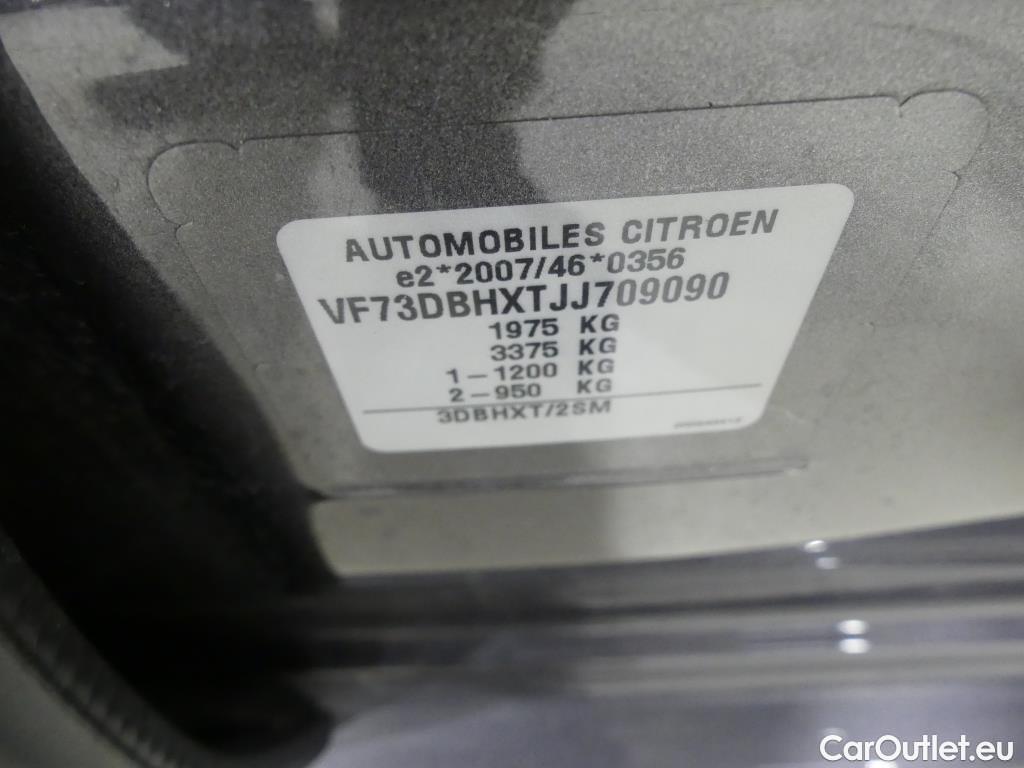 AUTOMOBILES CITROEN
e2*2007/46*0356
VF73DBHXTJJ709090
1975 KG
3375 KG
1-1200 KG
2-950 KG
3DBHXT/2SM
CarOutlet.eu